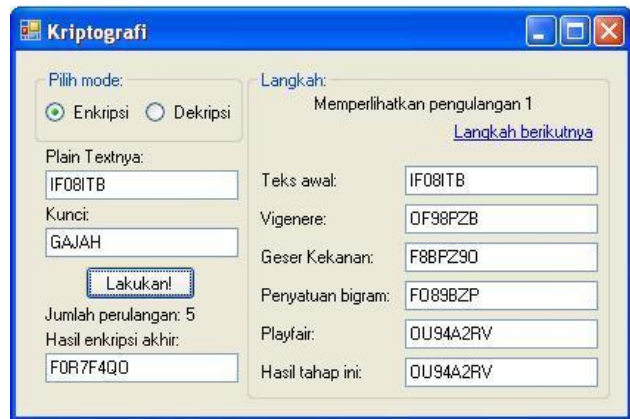 Kriptografi
Pilih mode:
Enkripsi Dekripsi
Plain Textnya:
IF08ITB
Kunci:
GAJAH
Lakukan!
Jumlah perulangan: 5
Hasil enkripsi akhir:
F0R7F4QO
Langkah:
Memperlihatkan pengulangan 1
Langkah berikutnya
Teks awal: IF08ITB
Vigenere: OF98PZB
Geser Kekanan: F8BPZ9O
Penyatuan bigram: FO89BZP
Playfair: OU94A2RV
Hasil tahap ini: OU94A2RV